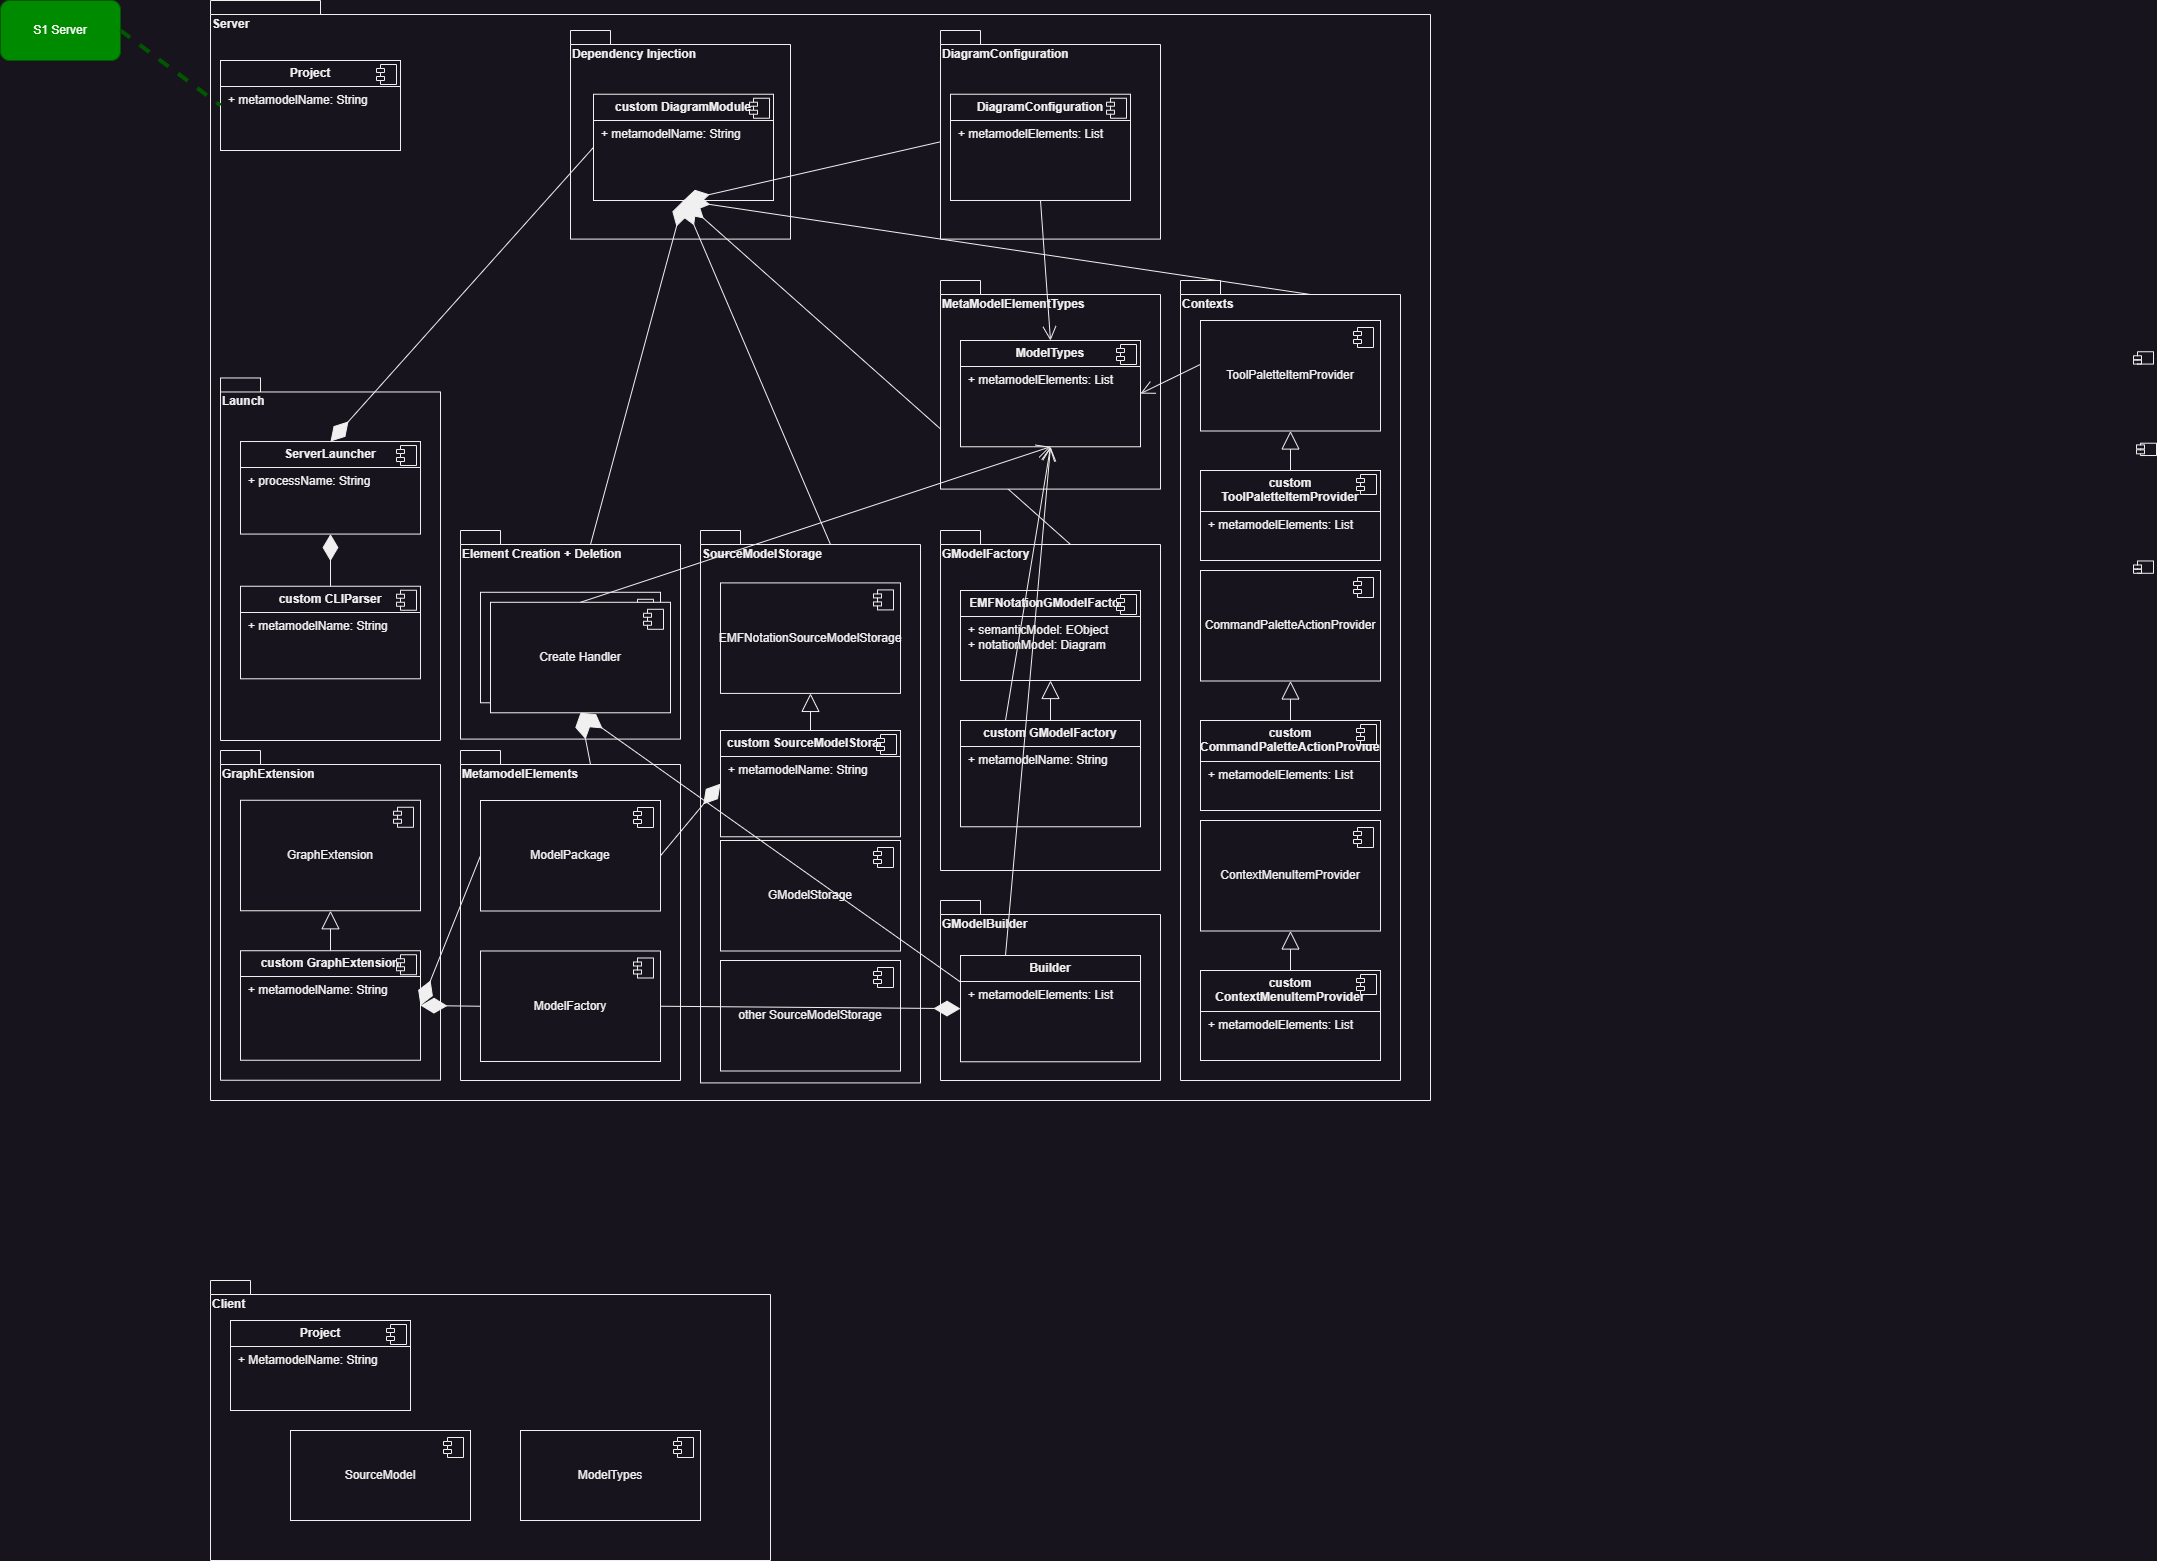 S1 Server
Server
Project
+ metamodelName: String
Dependency Injection
custom DiagramModule
+ metamodelName: String
DiagramConfiguration
DiagramConfiguration
+ metamodelElements: List
MetaModelElementTypes
ModelTypes
+ metamodelElements: List
Contexts
ToolPaletteItemProvider
custom
ToolPaletteItemProvider
+ metamodelElements: List
CommandPaletteActionProvider
custom
CommandPaletteActionProvider
+ metamodelElements: List
ContextMenuItemProvider
custom
ContextMenuItemProvider
+ metamodelElements: List
Launch
ServerLauncher
+ processName: String
custom CLIParser
+ metamodelName: String
Element Creation + Deletion
Create Handler
SourceModelStorage
EMFNotationSourceModelStorage
custom SourceModelStora
+ metamodelName: String
GModelStorage
other SourceModelStorage
GModelFactory
EMFNotationGModelFacto
+ semanticModel: EObject
+ notationModel: Diagram
custom GModelFactory
+ metamodelName: String
GraphExtension
GraphExtension
custom GraphExtension
+ metamodelName: String
MetamodelElements
ModelPackage
ModelFactory
GModelBuilder
Builder
+ metamodelElements: List
Client
Project
+ MetamodelName: String
SourceModel
ModelTypes